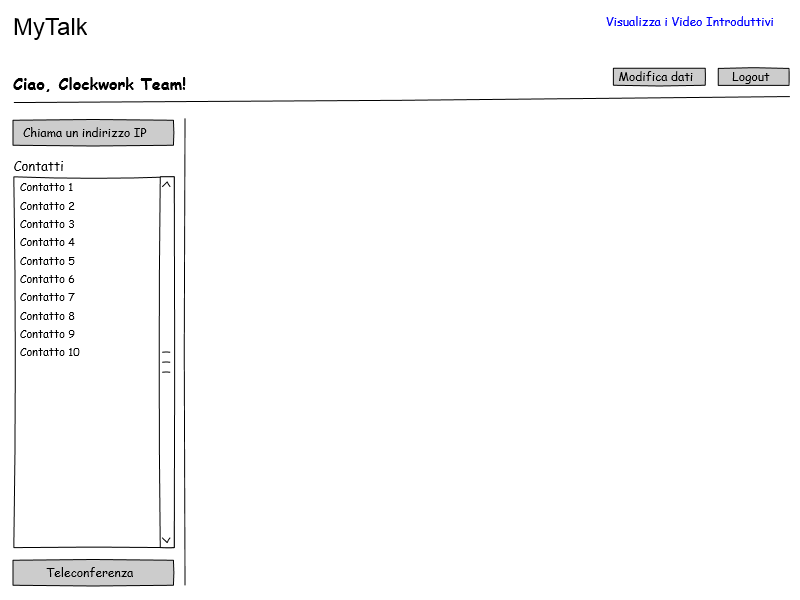 MyTalk
Visualizza i Video Introduttivi
Ciao, Clockwork Team!
Modifica dati
Logout
Chiama un indirizzo IP
Contatti
Contatto 1
Contatto 2
Contatto 3
Contatto 4
Contatto 5
Contatto 6
Contatto 7
Contatto 8
Contatto 9
Contatto 10
Teleconferenza